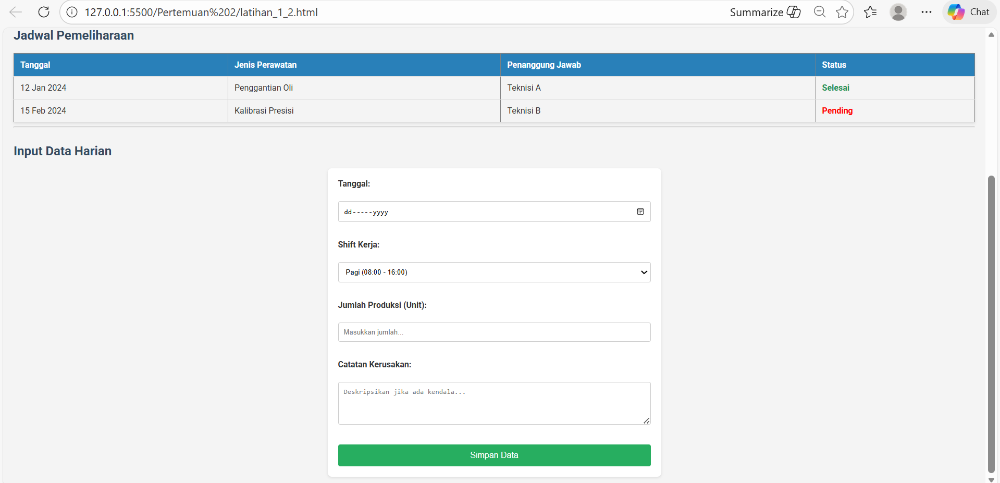 127.0.0.1:5500/Pertemuan%202/latihan_1_2.html
Summarize
Chat
Jadwal Pemeliharaan
Tanggal Jenis Perawatan Penanggung Jawab Status
12 Jan 2024 Penggantian Oli Teknisi A Selesai
15 Feb 2024 Kalibrasi Presisi Teknisi B Pending
Input Data Harian
Tanggal:
dd-----yyyy
Shift Kerja:
Pagi (08:00 - 16:00)
Jumlah Produksi (Unit):
Masukkan jumlah...
Catatan Kerusakan:
Deskripsikan jika ada kendala...
Simpan Data